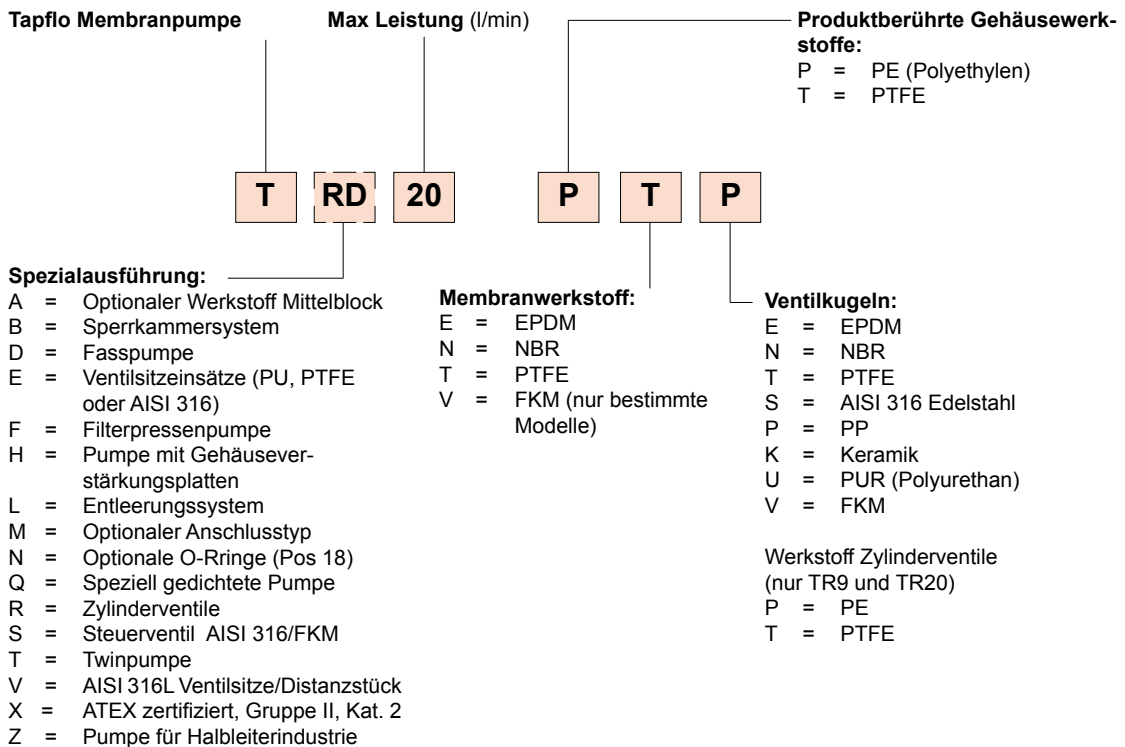 Tapflo Membranpumpe
Max Leistung (l/min)
Produktberührte Gehäusewerk-
stoffe:
P = PE (Polyethylen)
T = PTFE
T RD 20 P T P
Spezialausführung:
A = Optionaler Werkstoff Mittelblock
B = Sperrkammersystem
D = Fasspumpe
E = Ventilsitzeinsätze (PU, PTFE
oder AISI 316)
F = Filterpressenpumpe
H = Pumpe mit Gehäusever-
stärkungsplatten
L = Entleerungssystem
M = Optionaler Anschlusstyp
N = Optionale O-Rringe (Pos 18)
Q = Speziell gedichtete Pumpe
R = Zylinderventile
S = Steuerventil AISI 316/FKM
T = Twinpumpe
V = AISI 316L Ventilsitze/Distanzstück
X = ATEX zertifiziert, Gruppe II, Kat. 2
Z = Pumpe für Halbleiterindustrie
Membranwerkstoff:
E = EPDM
N = NBR
T = PTFE
V = FKM (nur bestimmte
Modelle)
Ventilkugeln:
E = EPDM
N = NBR
T = PTFE
S = AISI 316 Edelstahl
P = PP
K = Keramik
U = PUR (Polyurethan)
V = FKM
Werkstoff Zylinderventile
(nur TR9 und TR20)
P = PE
T = PTFE